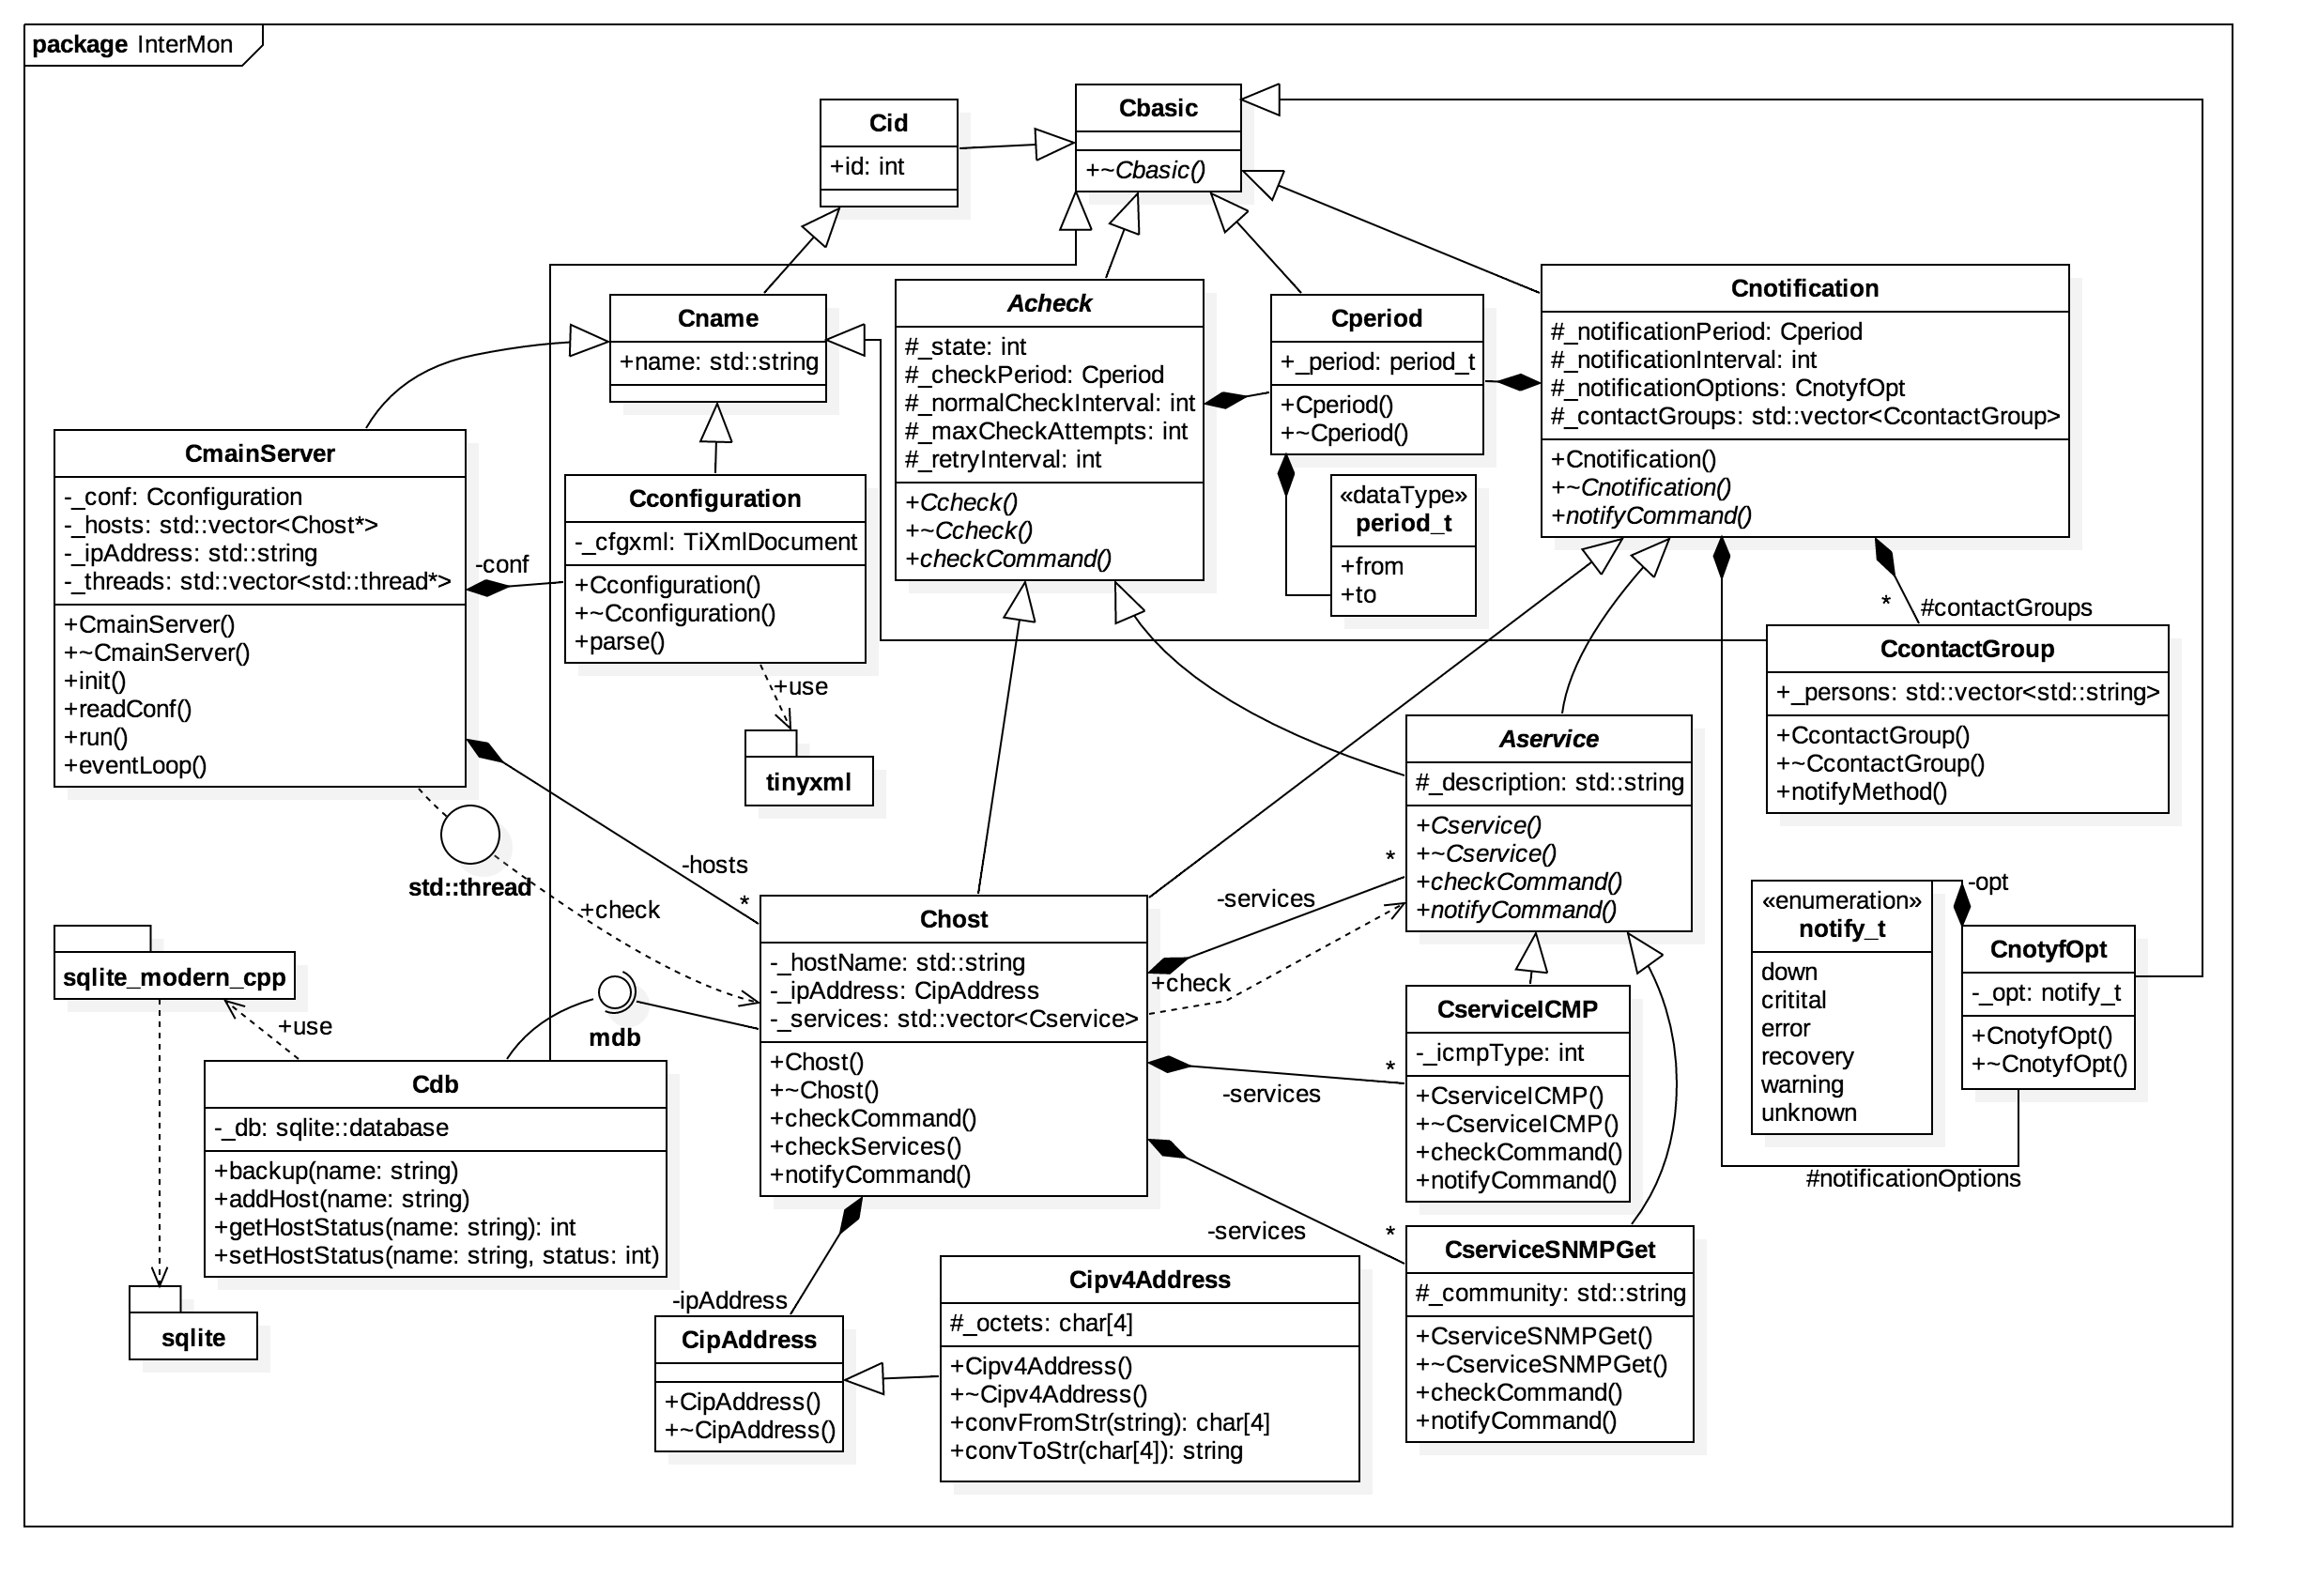 package InterMon
Cid
+id: int
Cbasic
+~Cbasic()
Cname
+name: std::string
Acheck
#_state: int
#_checkPeriod: Cperiod
#_normalCheckInterval: int
#_maxCheckAttempts: int
#_retryInterval: int
+Ccheck()
+~Ccheck()
+checkCommand()
Cperiod
+_period: period_t
+Cperiod()
+~Cperiod()
Cnotification
#_notificationPeriod: Cperiod
#_notificationInterval: int
#_notificationOptions: CnotyfOpt
#_contactGroups: std::vector<CcontactGroup>
+Cnotification()
+~Cnotification()
+notifyCommand()
CmainServer
-_conf: Cconfiguration
-_hosts: std::vector<Chost*>
-_ipAddress: std::string
-_threads: std::vector<std::thread*>
+CmainServer()
+~CmainServer()
+init()
+readConf()
+run()
+eventLoop()
-conf
Cconfiguration
-_cfgxml: TiXmlDocument
+Cconfiguration()
+~Cconfiguration()
+parse()
«dataType»
period_t
+from
+to
* #contactGroups
CcontactGroup
+_persons: std::vector<std::string>
+CcontactGroup()
+~CcontactGroup()
+notifyMethod()
+use
tinyxml
Aservice
#_description: std::string
+Cservice()
+~Cservice()
+checkCommand()
+notifyCommand()
std::thread
+check
-hosts
*
Chost
-_hostName: std::string
-_ipAddress: CipAddress
-_services: std::vector<Cservice>
+Chost()
+~Chost()
+checkCommand()
+checkServices()
+notifyCommand()
*
-services
+check
«enumeration»
notify_t
down
critital
error
recovery
warning
unknown
-opt
CnotyfOpt
-_opt: notify_t
+CnotyfOpt()
+~CnotyfOpt()
#notificationOptions
sqlite_modern_cpp
+use
mdb
CserviceICMP
-_icmpType: int
+CserviceICMP()
+~CserviceICMP()
+checkCommand()
+notifyCommand()
*
-services
Cdb
-_db: sqlite::database
+backup(name: string)
+addHost(name: string)
+getHostStatus(name: string): int
+setHostStatus(name: string, status: int)
-services
*
CserviceSNMPGet
#_community: std::string
+CserviceSNMPGet()
+~CserviceSNMPGet()
+checkCommand()
+notifyCommand()
sqlite
-ipAddress
CipAddress
+CipAddress()
+~CipAddress()
Cipv4Address
#_octets: char[4]
+Cipv4Address()
+~Cipv4Address()
+convFromStr(string): char[4]
+convToStr(char[4]): string